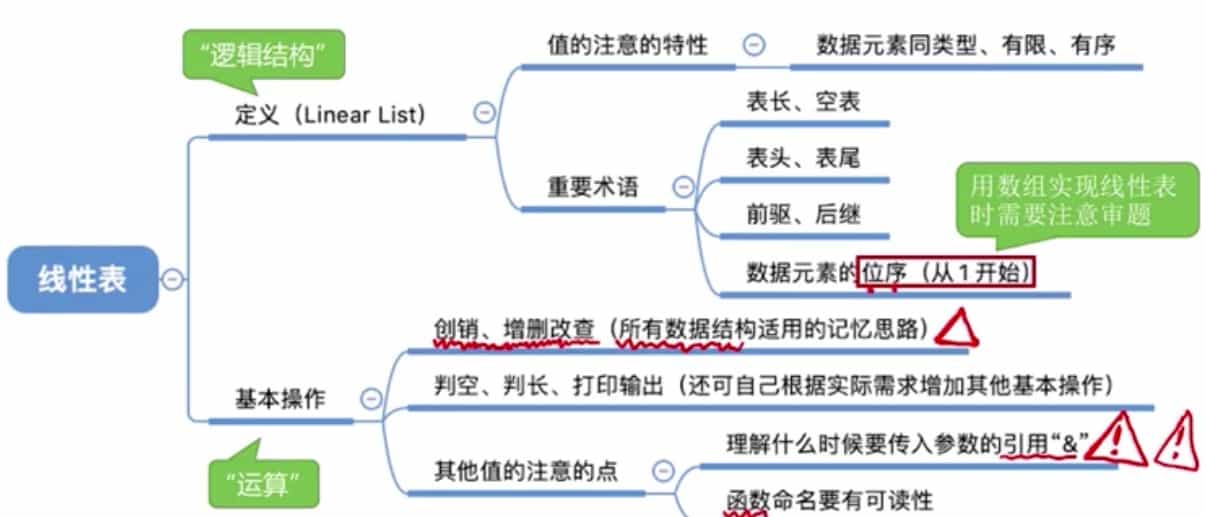 “逻辑结构”
值的注意的特性
数据元素同类型、有限、有序
定义（Linear List）
表长、空表
重要术语
表头、表尾
用数组实现线性表
时需要注意审题
前驱、后继
线性表
数据元素的位序（从1开始）
创销、增删改查（所有数据结构适用的记忆思路）
基本操作
判空、判长、打印输出（还可自己根据实际需求增加其他基本操作）
理解什么时候要传入参数的引用“&”
其他值的注意的点
“运算”
函数命名要有可读性